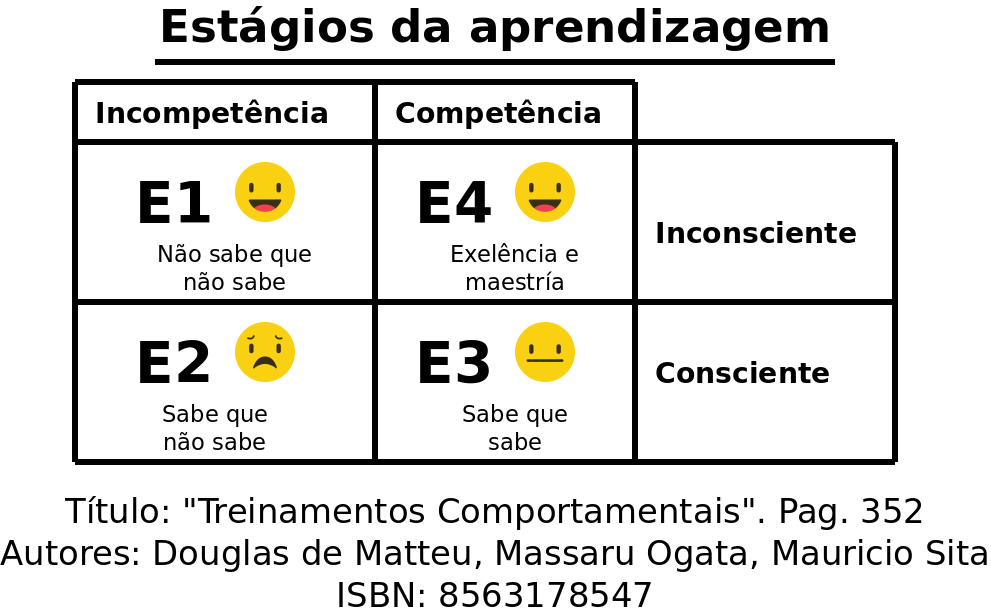 Estágios da aprendizagem
Incompetência
Competência
E1
E4
Não sabe que
não sabe
Exelência e
maestría
Inconsciente
E2
E3
Sabe que
não sabe
Sabe que
sabe
Consciente
Título: "Treinamentos Comportamentais". Pag. 352
Autores: Douglas de Matteu, Massaru Ogata, Mauricio Sita
ISBN: 8563178547